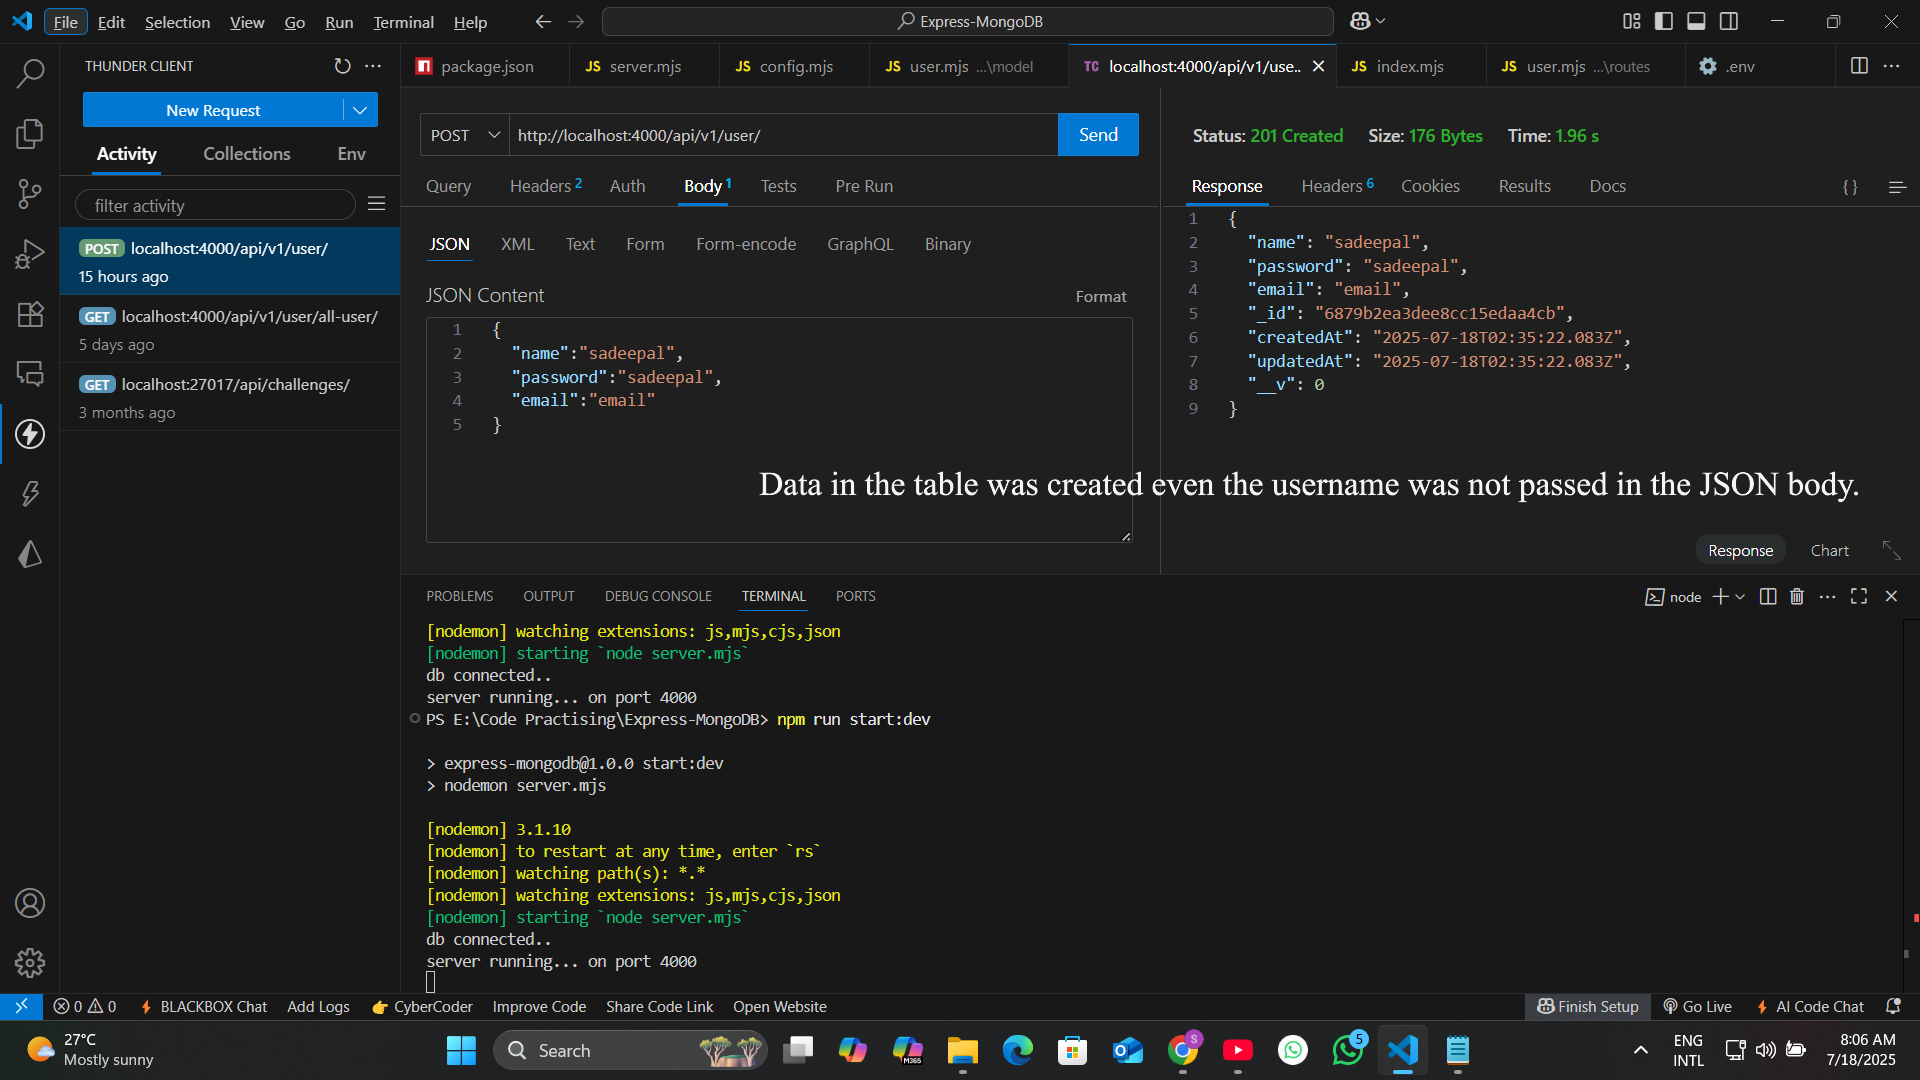 File Edit Selection View Go Run Terminal Help
Express-MongoDB
THUNDER CLIENT
New Request
Activity Collections Env
filter activity
POST localhost:4000/api/v1/user/
15 hours ago
GET localhost:4000/api/v1/user/all-user/
5 days ago
GET localhost:27017/api/challenges/
3 months ago
package.json
JS server.mjs
JS config.mjs
JS user.mjs ...\model
TC localhost:4000/api/v1/use..
JS index.mjs
JS user.mjs ...\routes
.env
POST http://localhost:4000/api/v1/user/ Send
Query Headers 2 Auth Body 1 Tests Pre Run
JSON XML Text Form Form-encode GraphQL Binary
JSON Content Format
1 {
2 "name":"sadeepal",
3 "password":"sadeepal",
4 "email":"email"
5 }
Status: 201 Created Size: 176 Bytes Time: 1.96 s
Response Headers 6 Cookies Results Docs { }
1 {
2 "name": "sadeepal",
3 "password": "sadeepal",
4 "email": "email",
5 "_id": "6879b2ea3dee8cc15edaa4cb",
6 "createdAt": "2025-07-18T02:35:22.083Z",
7 "updatedAt": "2025-07-18T02:35:22.083Z",
8 "__v": 0
9 }
Data in the table was created even the username was not passed in the JSON body.
Response Chart
PROBLEMS OUTPUT DEBUG CONSOLE TERMINAL PORTS
node
[nodemon] watching extensions: js,mjs,cjs,json
[nodemon] starting `node server.mjs`
db connected..
server running... on port 4000
PS E:\Code Practising\Express-MongoDB> npm run start:dev
> express-mongodb@1.0.0 start:dev
> nodemon server.mjs
[nodemon] 3.1.10
[nodemon] to restart at any time, enter `rs`
[nodemon] watching path(s): *.*
[nodemon] watching extensions: js,mjs,cjs,json
[nodemon] starting `node server.mjs`
db connected..
server running... on port 4000
0 0 BLACKBOX Chat Add Logs CyberCoder Improve Code Share Code Link Open Website
Finish Setup Go Live AI Code Chat
27°C
Mostly sunny
Search
M365
S
5
ENG
INTL
8:06 AM
7/18/2025